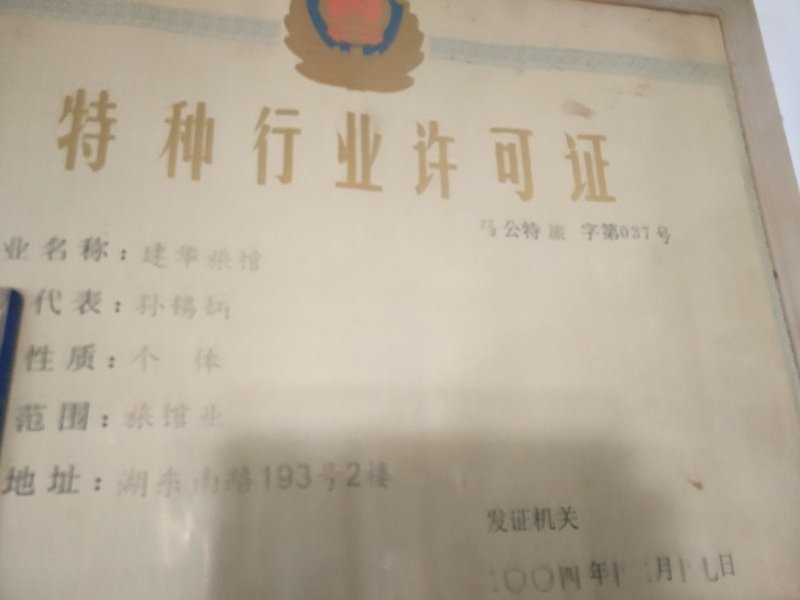 特种行业许可证
马公特旅 字第037号
业名称：建华旅馆
代表：孙锡炳
性质：个 体
范围：旅馆业
地址：湖东南路193号2楼
发证机关
二〇〇四年十二月十七日